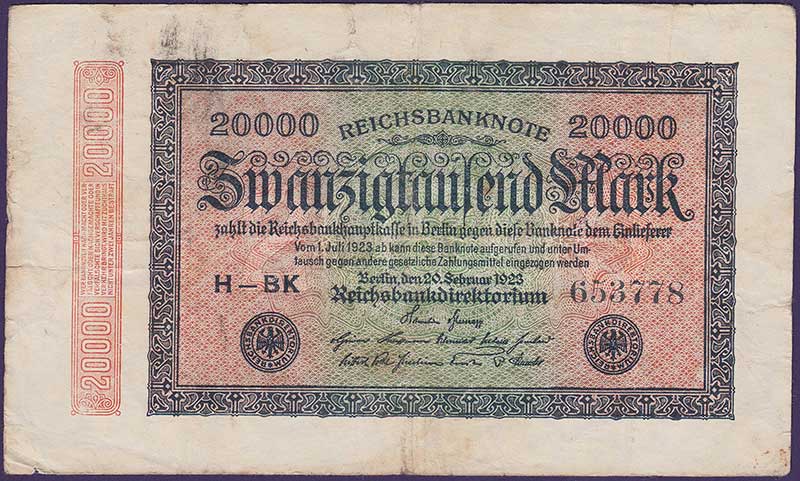 20000 REICHSBANKNOTE 20000
Zwanzigtausend Mark
zahlt die Reichsbankhauptkasse in Berlin gegen diese Banknote dem Einlieferer
Vom 1. Juli 1923 ab kann diese Banknote aufgerufen und unter Um-
tausch gegen andere gesetzliche Zahlungsmittel eingezogen werden
Berlin, den 20. Februar 1923
H-BK Reichsbankdirektorium 653778
REICHSBANKDIREKTORIUM
REICHSBANKDIREKTORIUM
20000
20000